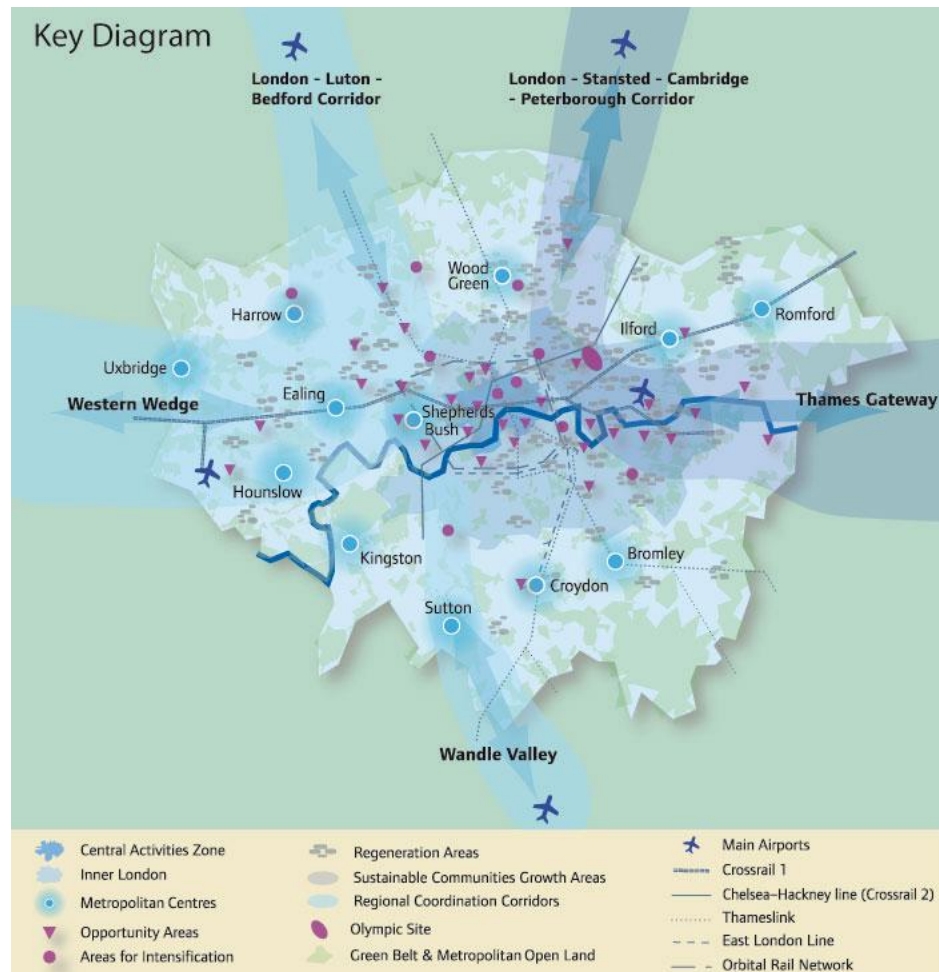 Key Diagram
London - Luton -
Bedford Corridor
London - Stansted - Cambridge
- Peterborough Corridor
Wood
Green
Harrow
Ilford
Romford
Uxbridge
Ealing
Western Wedge
Shepherds
Bush
Thames Gateway
Hounslow
Kingston
Bromley
Croydon
Sutton
Wandle Valley
Central Activities Zone
Inner London
Metropolitan Centres
Opportunity Areas
Areas for Intensification
Regeneration Areas
Sustainable Communities Growth Areas
Regional Coordination Corridors
Olympic Site
Green Belt & Metropolitan Open Land
Main Airports
Crossrail 1
Chelsea–Hackney line (Crossrail 2)
Thameslink
East London Line
Orbital Rail Network